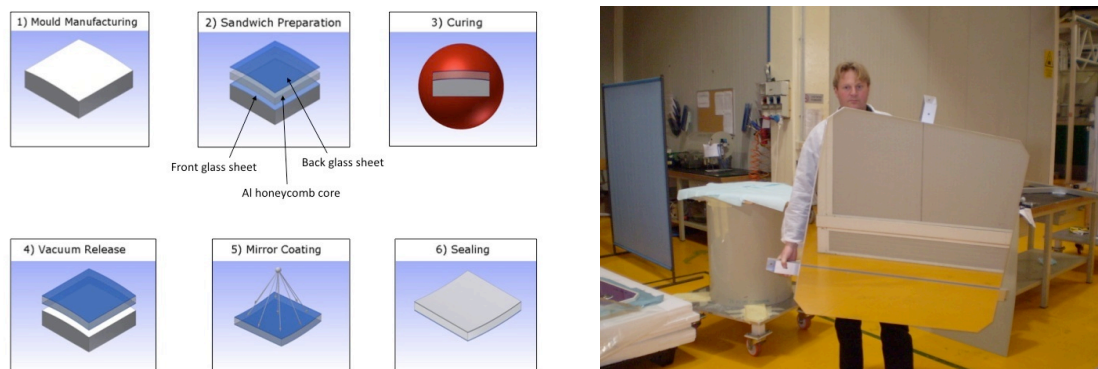 1) Mould Manufacturing
2) Sandwich Preparation
3) Curing
Front glass sheet
Back glass sheet
Al honeycomb core
4) Vacuum Release
5) Mirror Coating
6) Sealing